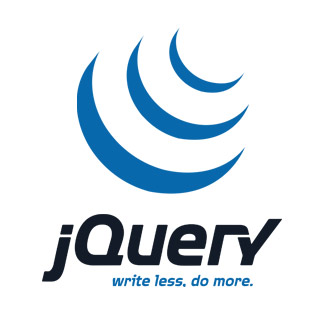 jQuery
write less, do more.